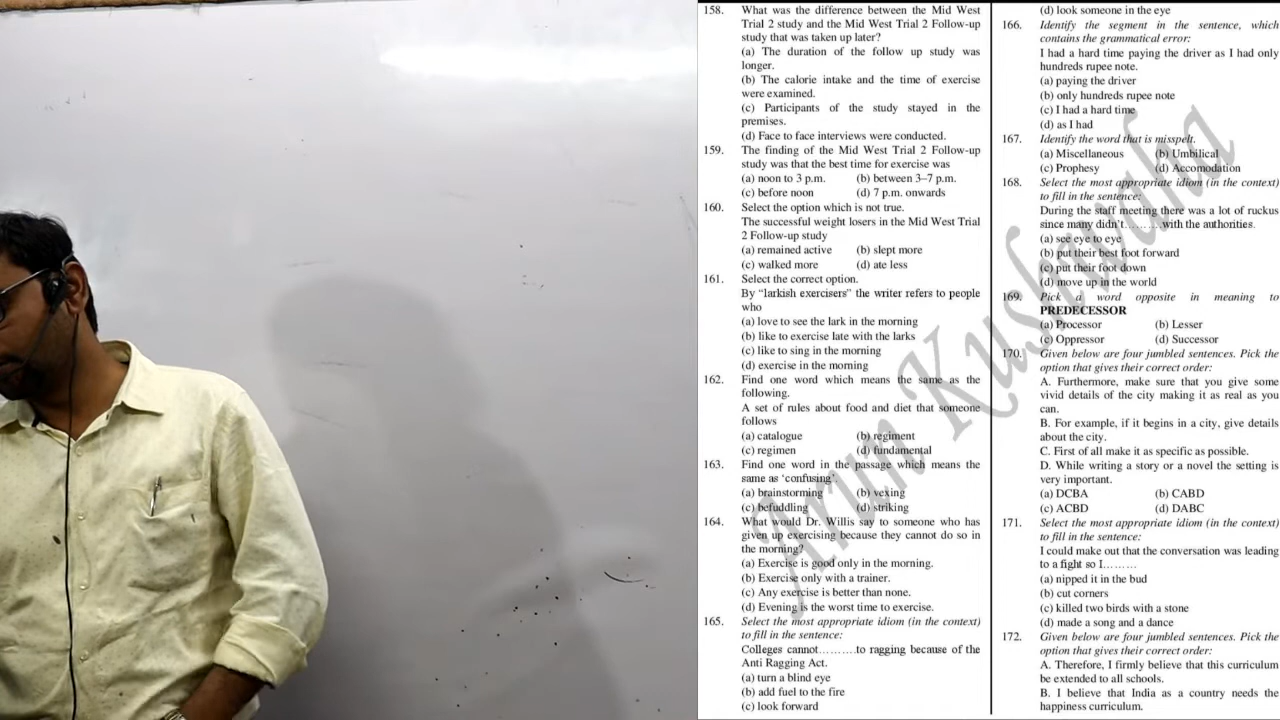 158. What was the difference between the Mid West
Trial 2 study and the Mid West Trial 2 Follow-up
study that was taken up later?
(a) The duration of the follow up study was
longer.
(b) The calorie intake and the time of exercise
were examined.
(c) Participants of the study stayed in the
premises.
(d) Face to face interviews were conducted.
159. The finding of the Mid West Trial 2 Follow-up
study was that the best time for exercise was
(a) noon to 3 p.m. (b) between 3–7 p.m.
(c) before noon (d) 7 p.m. onwards
160. Select the option which is not true.
The successful weight losers in the Mid West Trial
2 Follow-up study
(a) remained active (b) slept more
(c) walked more (d) ate less
161. Select the correct option.
By “larkish exercisers” the writer refers to people
who
(a) love to see the lark in the morning
(b) like to exercise late with the larks
(c) like to sing in the morning
(d) exercise in the morning
162. Find one word which means the same as the
following.
A set of rules about food and diet that someone
follows
(a) catalogue (b) regiment
(c) regimen (d) fundamental
163. Find one word in the passage which means the
same as ‘confusing’.
(a) brainstorming (b) vexing
(c) befuddling (d) striking
164. What would Dr. Willis say to someone who has
given up exercising because they cannot do so in
the morning?
(a) Exercise is good only in the morning.
(b) Exercise only with a trainer.
(c) Any exercise is better than none.
(d) Evening is the worst time to exercise.
165. Select the most appropriate idiom (in the context)
to fill in the sentence:
Colleges cannot..........to ragging because of the
Anti Ragging Act.
(a) turn a blind eye
(b) add fuel to the fire
(c) look forward
(d) look someone in the eye
166. Identify the segment in the sentence, which
contains the grammatical error:
I had a hard time paying the driver as I had only
hundreds rupee note.
(a) paying the driver
(b) only hundreds rupee note
(c) I had a hard time
(d) as I had
167. Identify the word that is misspelt.
(a) Miscellaneous (b) Umbilical
(c) Prophesy (d) Accomodation
168. Select the most appropriate idiom (in the context)
to fill in the sentence:
During the staff meeting there was a lot of ruckus
since many didn't..........with the authorities.
(a) see eye to eye
(b) put their best foot forward
(c) put their foot down
(d) move up in the world
169. Pick a word opposite in meaning to
PREDECESSOR
(a) Processor (b) Lesser
(c) Oppressor (d) Successor
170. Given below are four jumbled sentences. Pick the
option that gives their correct order:
A. Furthermore, make sure that you give some
vivid details of the city making it as real as you
can.
B. For example, if it begins in a city, give details
about the city.
C. First of all make it as specific as possible.
D. While writing a story or a novel the setting is
very important.
(a) DCBA (b) CABD
(c) ACBD (d) DABC
171. Select the most appropriate idiom (in the context)
to fill in the sentence:
I could make out that the conversation was leading
to a fight so I.........
(a) nipped it in the bud
(b) cut corners
(c) killed two birds with a stone
(d) made a song and a dance
172. Given below are four jumbled sentences. Pick the
option that gives their correct order:
A. Therefore, I firmly believe that this curriculum
be extended to all schools.
B. I believe that India as a country needs the
happiness curriculum.
Arun Kushwaha